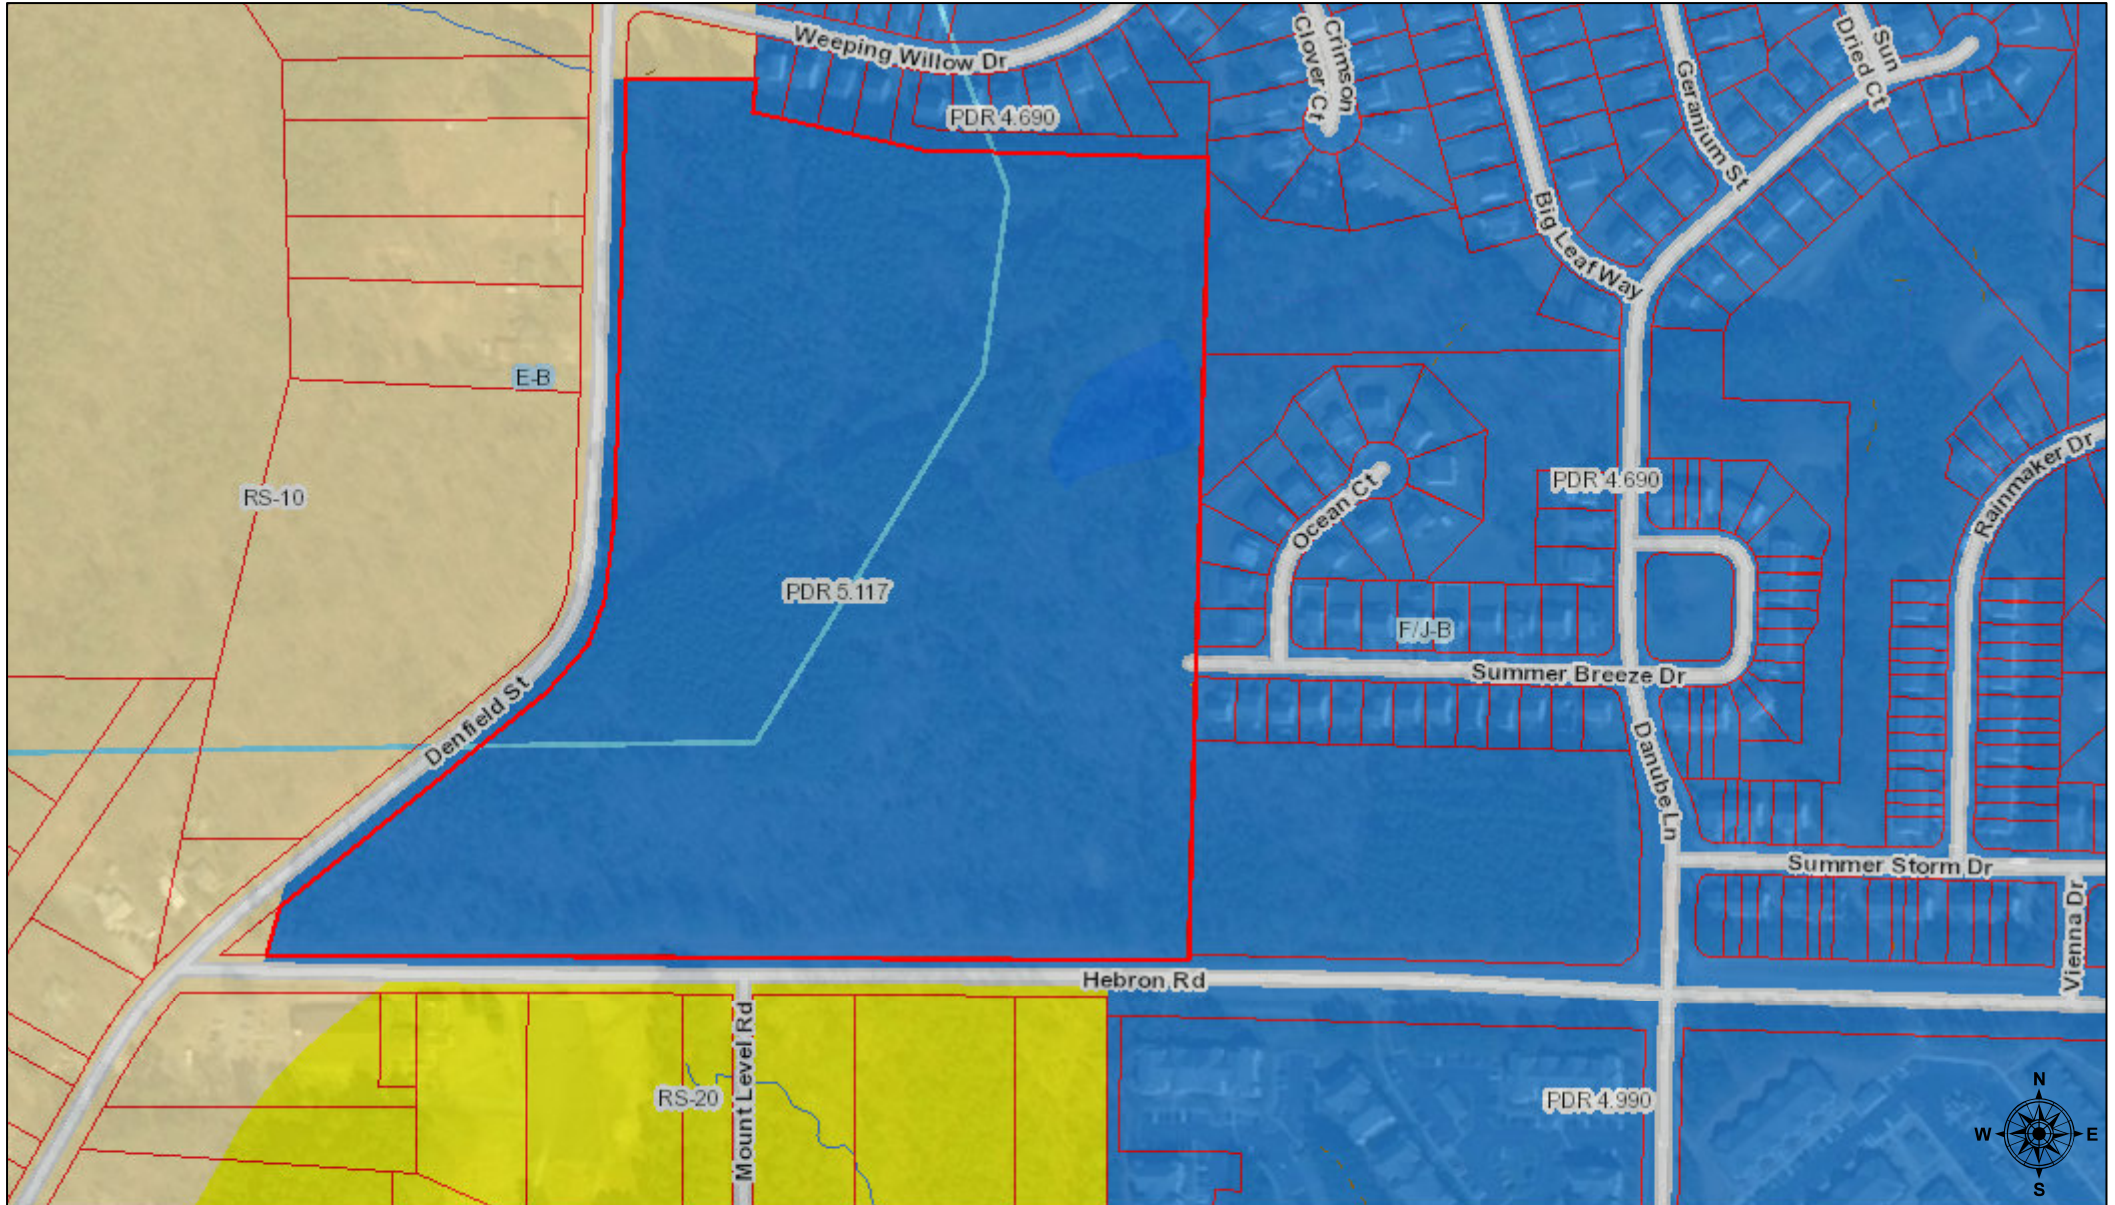 Weeping Willow Dr
Crimson
Clover Ct
Sun
Dried Ct
Geranium St
PDR 4.690
Big Leaf Way
E-B
RS-10
PDR 4.690
Rainmaker Dr
Ocean Ct
PDR 5.117
F/J-B
Summer Breeze Dr
Denfield St
Danube Ln
Summer Storm Dr
Vienna Dr
Hebron Rd
Mount Level Rd
RS-20
PDR 4.990
N
W
E
S